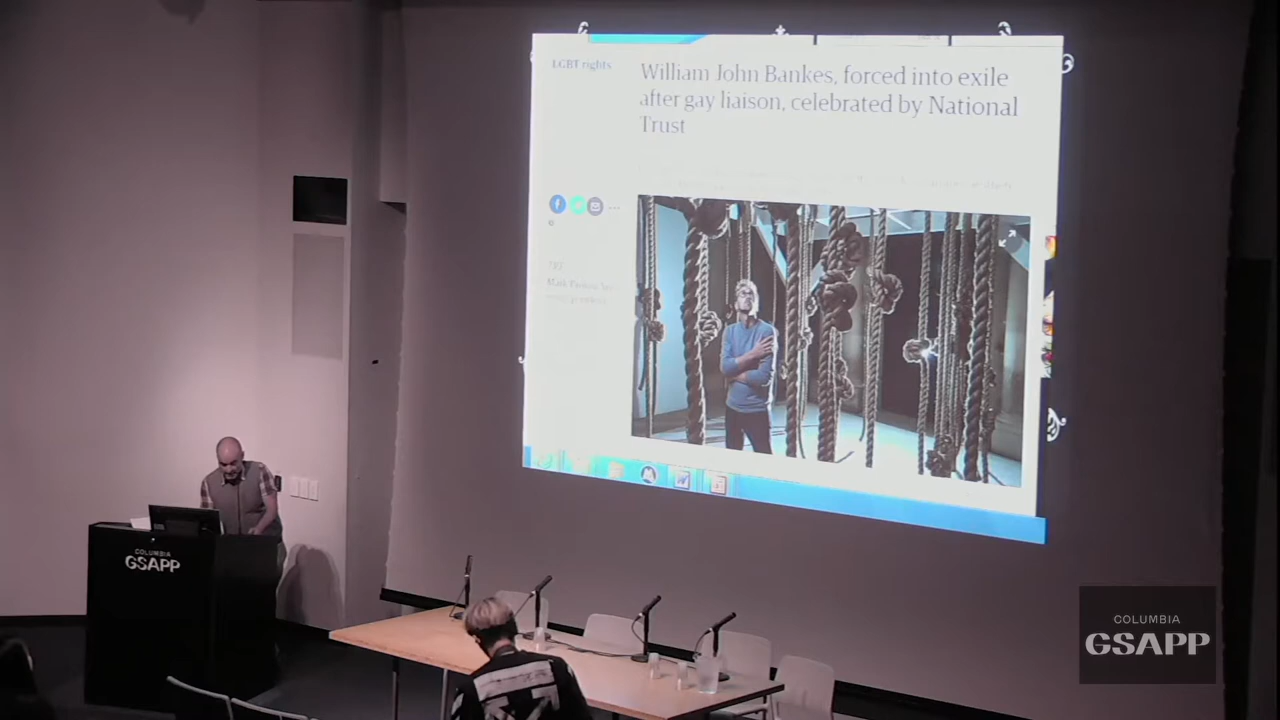 LGBT rights
William John Bankes, forced into exile
after gay liaison, celebrated by National
Trust
COLUMBIA
GSAPP
COLUMBIA
GSAPP